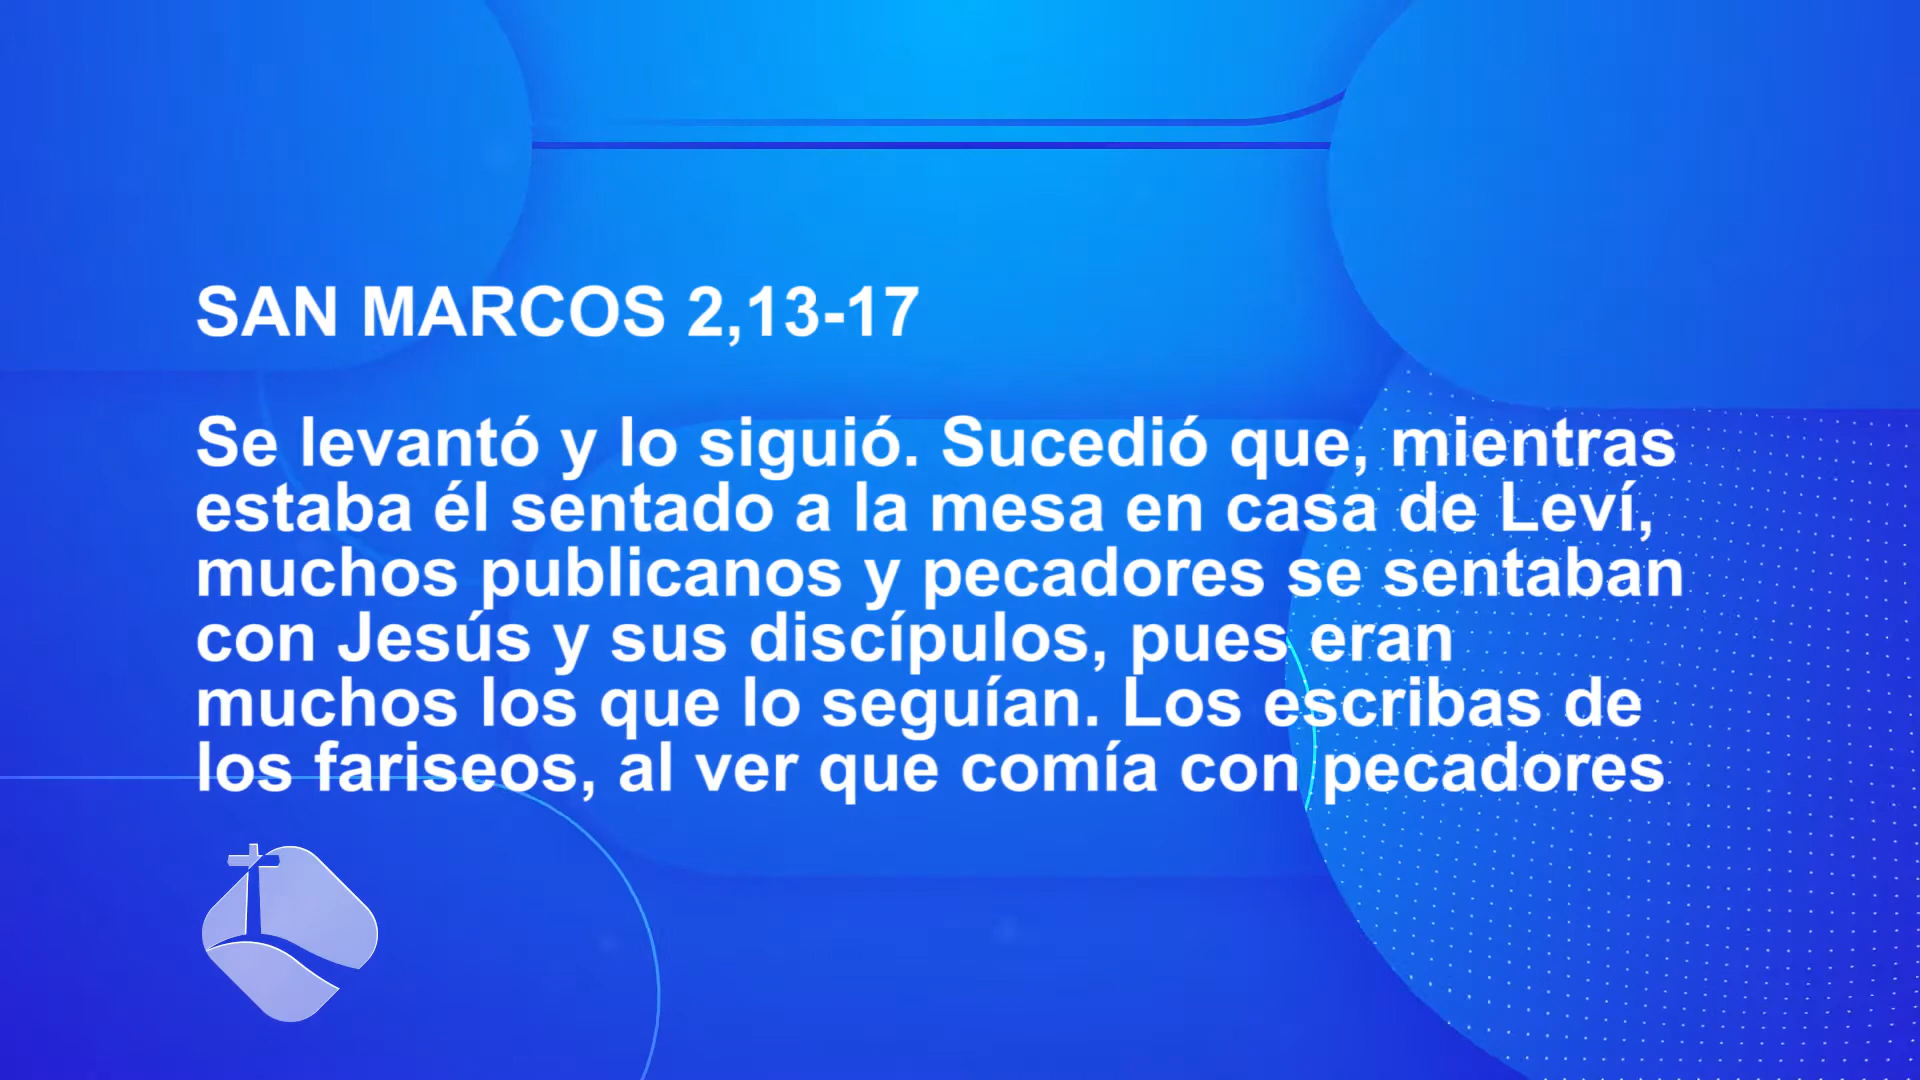 SAN MARCOS 2,13-17
Se levantó y lo siguió. Sucedió que, mientras
estaba él sentado a la mesa en casa de Leví,
muchos publicanos y pecadores se sentaban
con Jesús y sus discípulos, pues eran
muchos los que lo seguían. Los escribas de
los fariseos, al ver que comía con pecadores